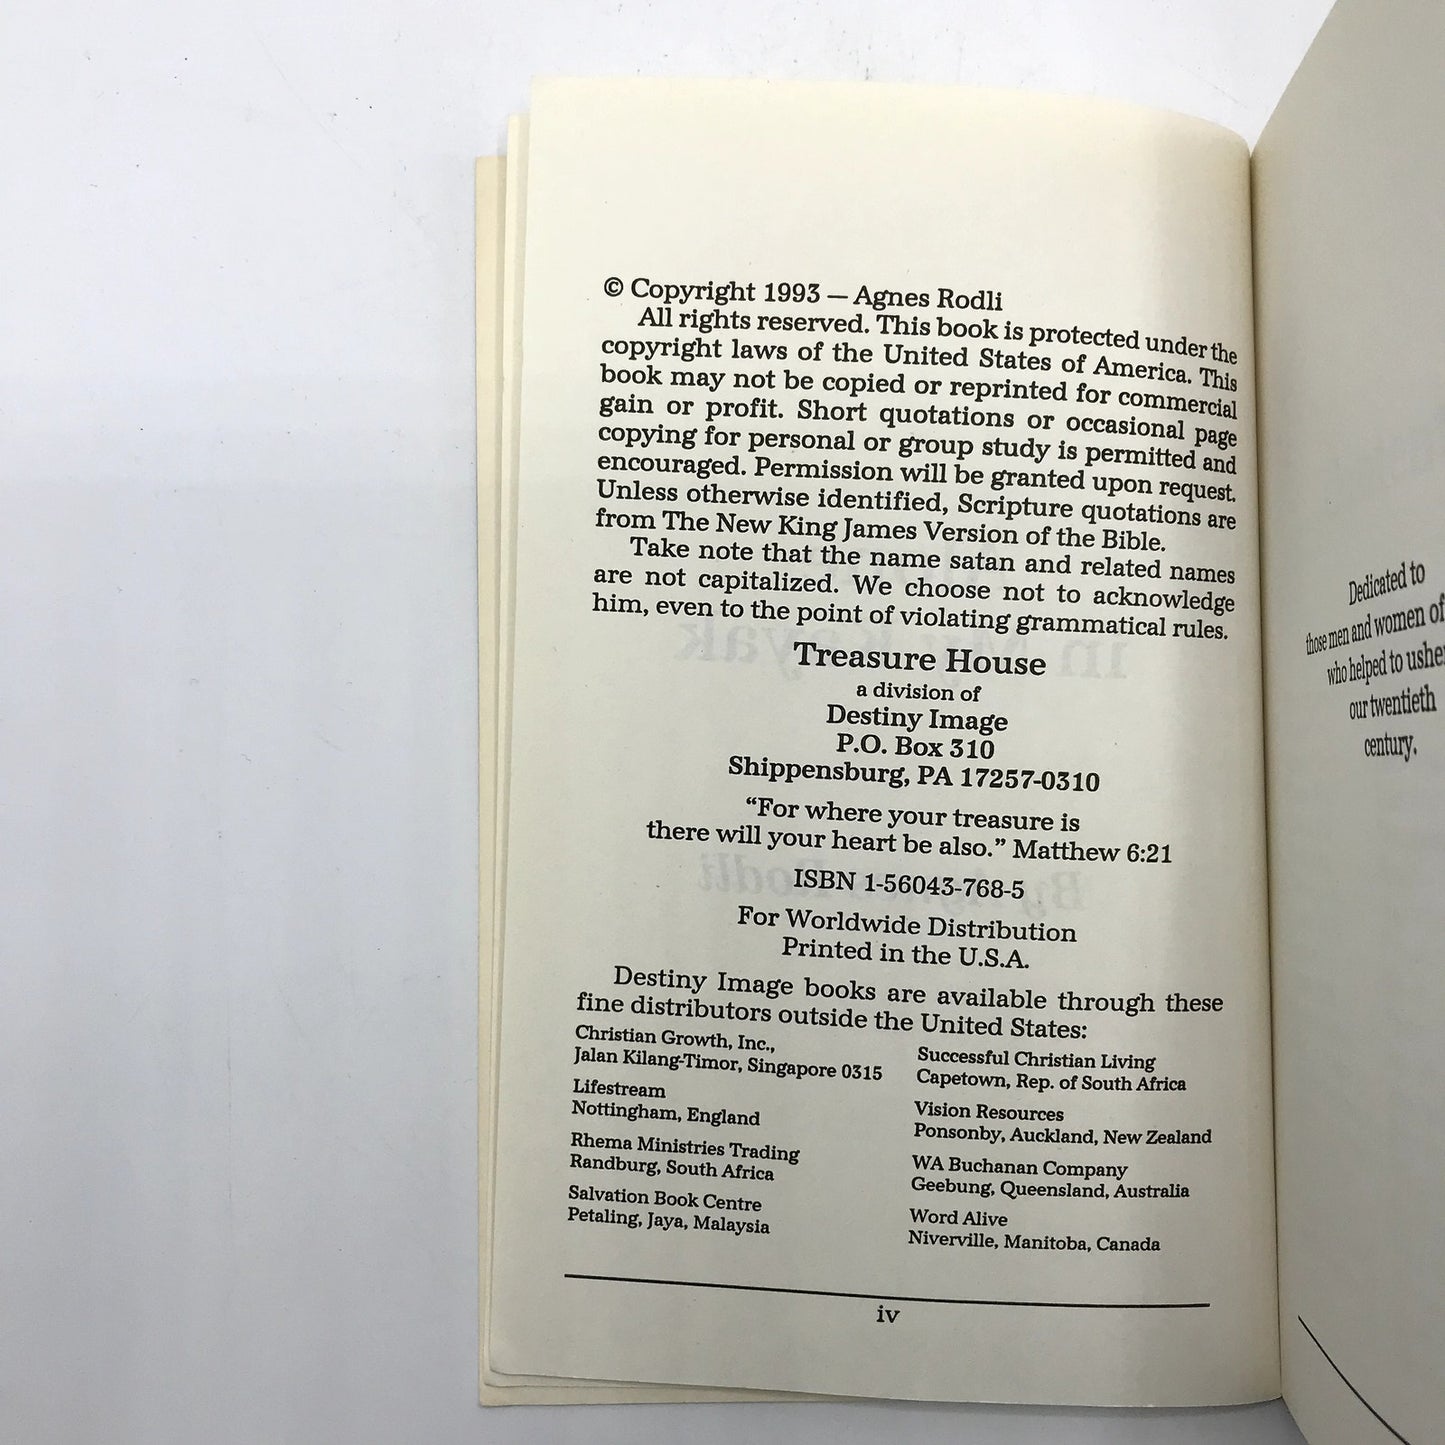 © Copyright 1993 — Agnes Rodli
All rights reserved. This book is protected under the
copyright laws of the United States of America. This
book may not be copied or reprinted for commercial
gain or profit. Short quotations or occasional page
copying for personal or group study is permitted and
encouraged. Permission will be granted upon request.
Unless otherwise identified, Scripture quotations are
from The New King James Version of the Bible.
Take note that the name satan and related names
are not capitalized. We choose not to acknowledge
him, even to the point of violating grammatical rules.
Treasure House
a division of
Destiny Image
P.O. Box 310
Shippensburg, PA 17257-0310
“For where your treasure is
there will your heart be also.” Matthew 6:21
ISBN 1-56043-768-5
For Worldwide Distribution
Printed in the U.S.A.
Destiny Image books are available through these
fine distributors outside the United States:
Christian Growth, Inc.,
Jalan Kilang-Timor, Singapore 0315
Lifestream
Nottingham, England
Rhema Ministries Trading
Randburg, South Africa
Salvation Book Centre
Petaling, Jaya, Malaysia
Successful Christian Living
Capetown, Rep. of South Africa
Vision Resources
Ponsonby, Auckland, New Zealand
WA Buchanan Company
Geebung, Queensland, Australia
Word Alive
Niverville, Manitoba, Canada
iv
Dedicated to
those men and women of
who helped to usher
our twentieth
century.